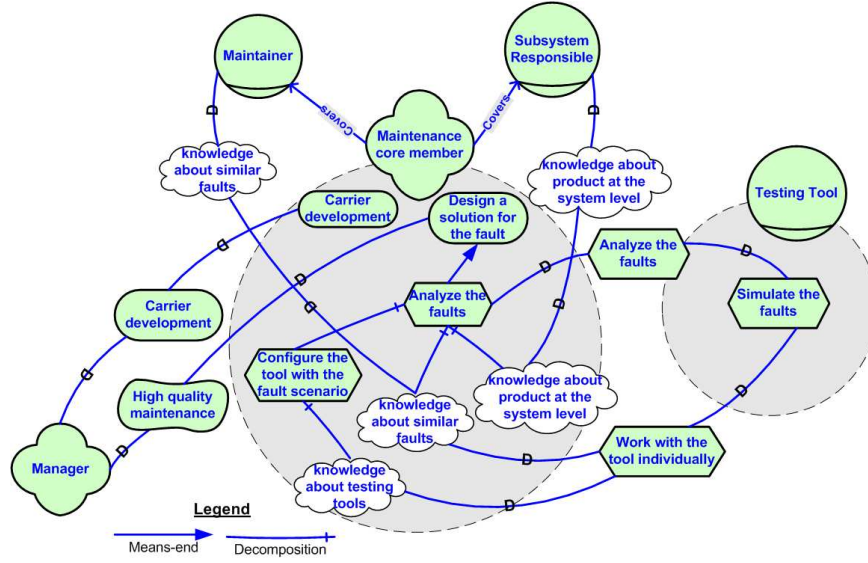 Maintainer
Subsystem
Responsible
D
D
Covers
Covers
Maintenance
core member
knowledge
about similar
faults
knowledge about
product at the
system level
Testing Tool
Carrier
development
Design a
solution for
the fault
Analyze the
faults
D
D
D
D
D
D
Analyze the
faults
Simulate the
faults
Carrier
development
Configure the
tool with the
fault scenario
D
High quality
maintenance
knowledge about
product at the
system level
D
knowledge
about similar
faults
D
Work with the
tool individually
Manager
D
knowledge
about testing
tools
D
Legend
Means-end
Decomposition